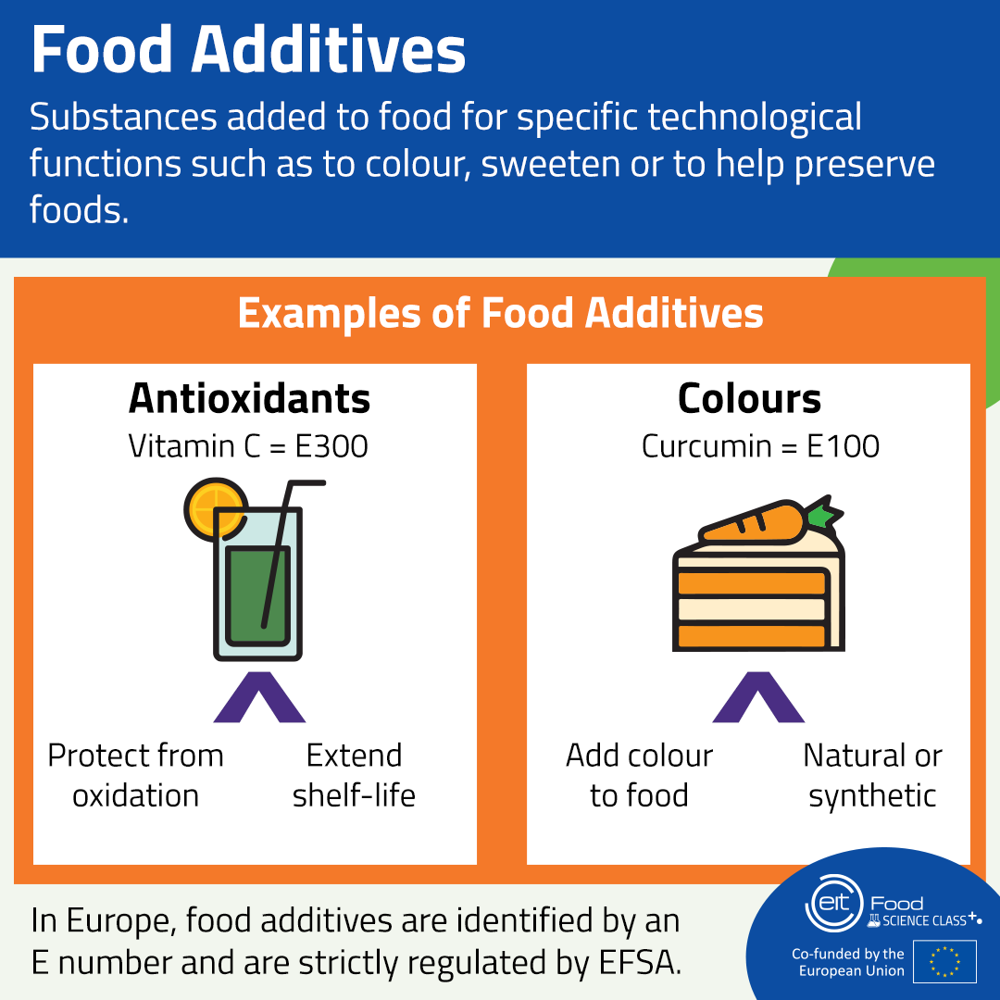 Food Additives
Substances added to food for specific technological
functions such as to colour, sweeten or to help preserve
foods.
Examples of Food Additives
Antioxidants
Vitamin C = E300
Protect from
oxidation
Extend
shelf-life
Colours
Curcumin = E100
Add colour
to food
Natural or
synthetic
In Europe, food additives are identified by an
E number and are strictly regulated by EFSA.
eit Food
SCIENCE CLASS+.
Co-funded by the
European Union